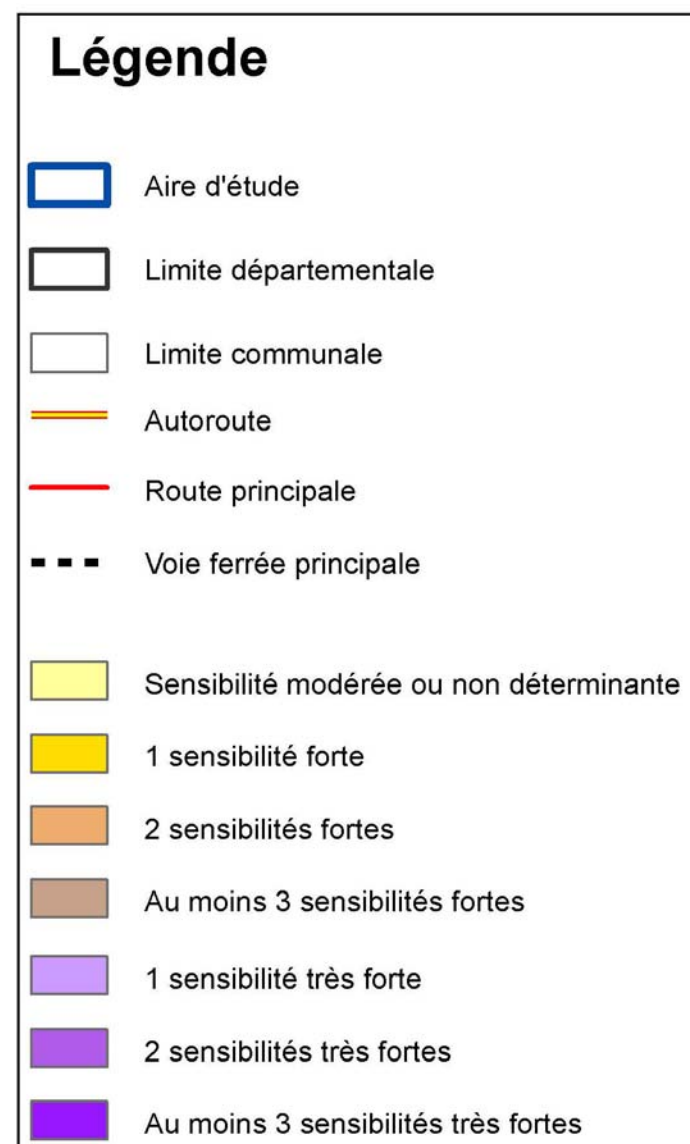 Légende
Aire d'étude
Limite départementale
Limite communale
Autoroute
Route principale
Voie ferrée principale
Sensibilité modérée ou non déterminante
1 sensibilité forte
2 sensibilités fortes
Au moins 3 sensibilités fortes
1 sensibilité très forte
2 sensibilités très fortes
Au moins 3 sensibilités très fortes